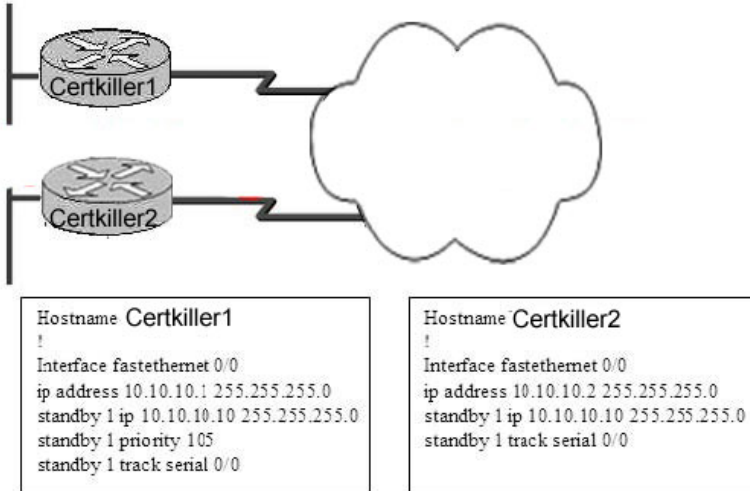 Certkiller1
Certkiller2
Hostname Certkiller1
!
Interface fastethernet 0/0
ip address 10.10.10.1 255.255.255.0
standby 1 ip 10.10.10.10 255.255.255.0
standby 1 priority 105
standby 1 track serial 0/0
Hostname Certkiller2
!
Interface fastethernet 0/0
ip address 10.10.10.2 255.255.255.0
standby 1 ip 10.10.10.10 255.255.255.0
standby 1 track serial 0/0